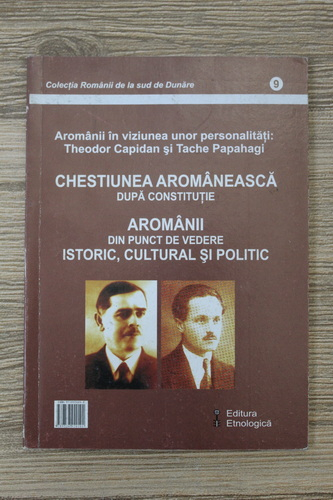 Colecția Românii de la sud de Dunăre
9
Aromânii în viziunea unor personalități:
Theodor Capidan și Tache Papahagi
CHESTIUNEA AROMÂNEASCĂ
DUPĂ CONSTITUȚIE
AROMÂNII
DIN PUNCT DE VEDERE
ISTORIC, CULTURAL ȘI POLITIC
Editura
Etnologică